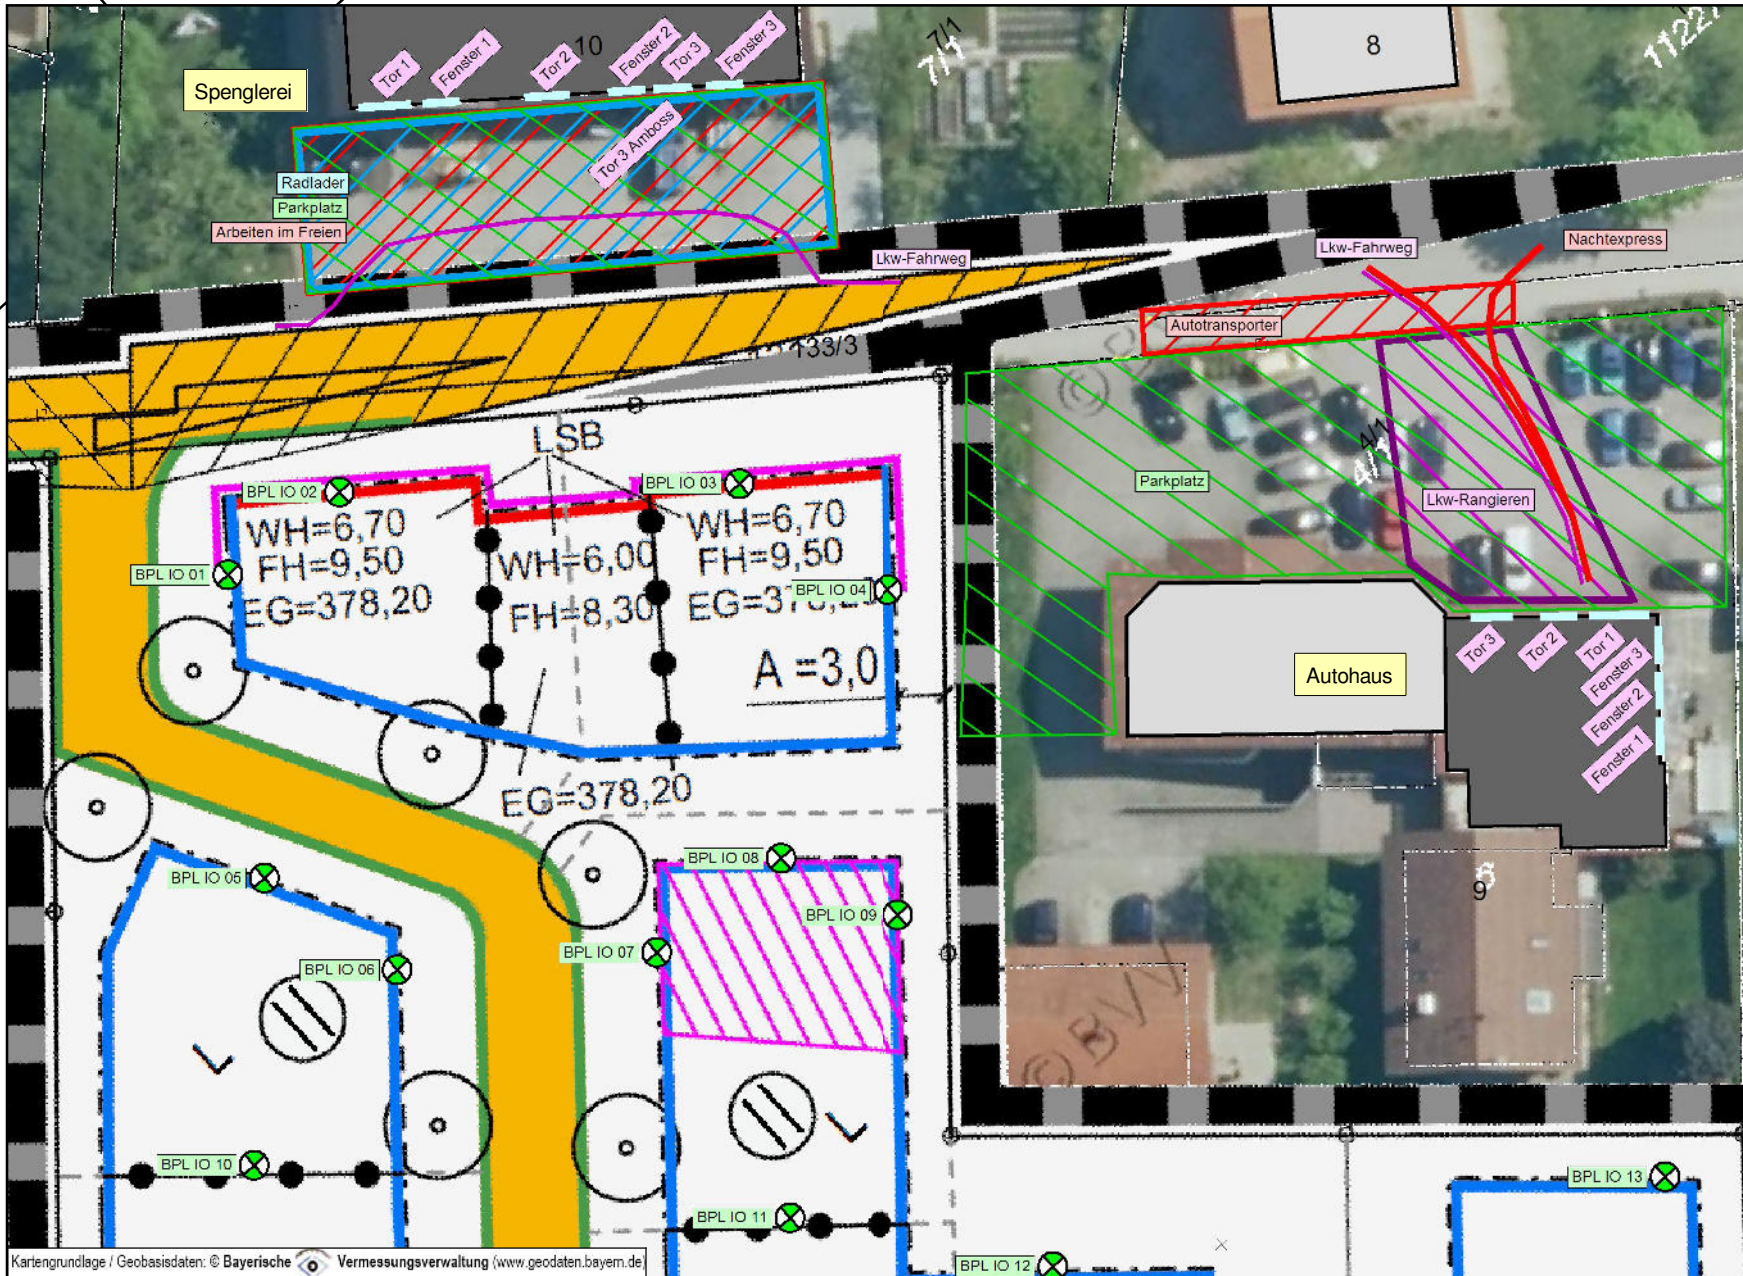 Spenglerei
Tor 1
Fenster 1
10
Tor 2
Fenster 2
Tor 3
Fenster 3
7/1
7/1
8
Tor 3 Amboss
Radlader
Parkplatz
Arbeiten im Freien
Lkw-Fahrweg
Lkw-Fahrweg
Nachtexpress
Autotransporter
133/3
4/1
4/1
Parkplatz
Lkw-Rangieren
LSB
BPL IO 02
BPL IO 03
WH=6,70
FH=9,50
EG=378,20
WH=6,00
FH=8,30
WH=6,70
FH=9,50
BPL IO 01
BPL IO 04
A =3,0
EG=378,20
Autohaus
Tor 3
Tor 2
Tor 1
Fenster 3
Fenster 2
Fenster 1
BPL IO 05
BPL IO 06
BPL IO 07
BPL IO 08
BPL IO 09
9
© BVV
BPL IO 10
BPL IO 11
BPL IO 12
BPL IO 13
Kartengrundlage / Geobasisdaten: © Bayerische Vermessungsverwaltung (www.geodaten.bayern.de)